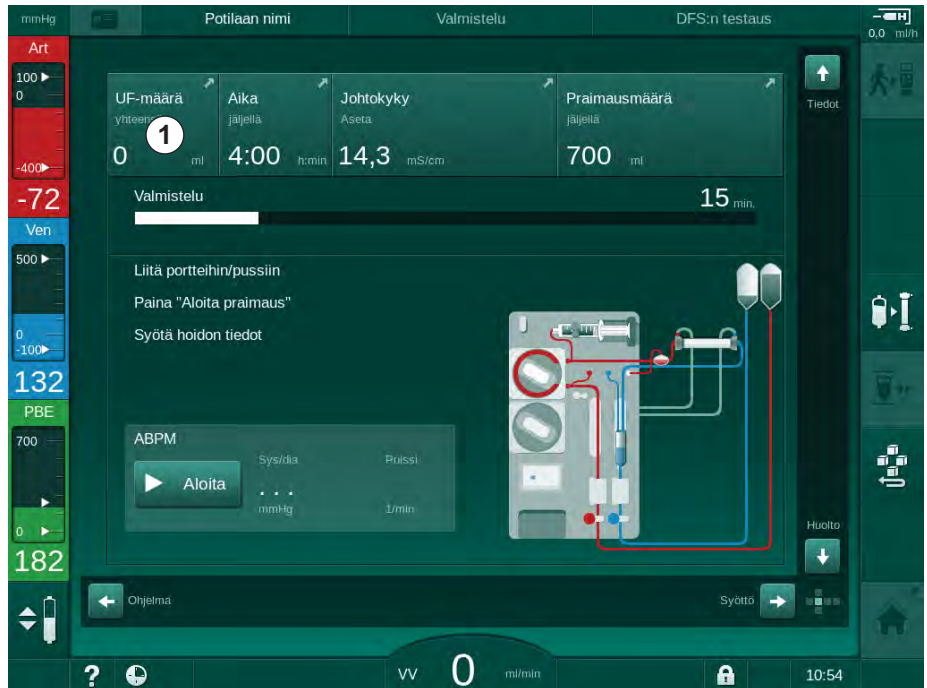 mmHg
Potilaan nimi
Valmistelu
DFS:n testaus
0,0 ml/h
Art
100
0
-400
-72
Ven
500
0
-100
132
PBE
700
0
182
UF-määrä
yhteensä
0 ml
1
Aika
jäljellä
4:00 h:min
Johtokyky
Aseta
14,3 mS/cm
Praimausmäärä
jäljellä
700 ml
Tiedot
Valmistelu
15 min.
Liitä portteihin/pussiin
Paina "Aloita praimaus"
Syötä hoidon tiedot
ABPM
Aloita
Sys/dia
. . .
mmHg
Pulssi
1/min
Huolto
Ohjelma
Syöttö
?
VV 0 ml/min
10:54